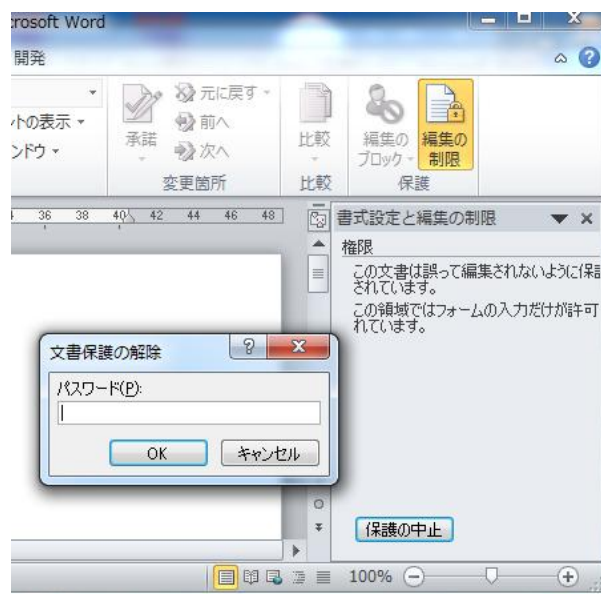 rosoft Word
開発
元に戻す
トの表示
前へ
承諾
比較
編集の
ブロック
編集の
制限
ンドウ
次へ
変更箇所
比較
保護
36 38 40 42 44 46 48
書式設定と編集の制限
権限
この文書は誤って編集されないように保護
されています。
この領域ではフォームの入力だけが許可
れています。
文書保護の解除
パスワード(P):
OK
キャンセル
保護の中止
100%